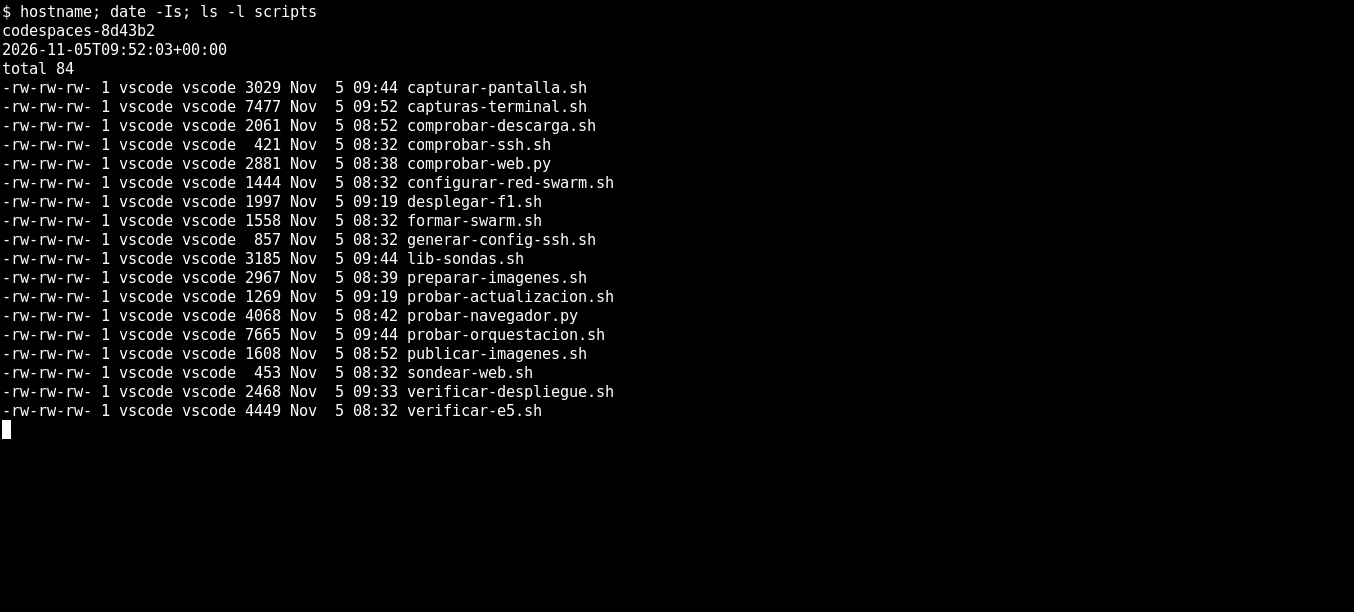 $ hostname; date -Is; ls -l scripts
codespaces-8d43b2
2026-11-05T09:52:03+00:00
total 84
-rw-rw-rw- 1 vscode vscode 3029 Nov  5 09:44 capturar-pantalla.sh
-rw-rw-rw- 1 vscode vscode 7477 Nov  5 09:52 capturas-terminal.sh
-rw-rw-rw- 1 vscode vscode 2061 Nov  5 08:52 comprobar-descarga.sh
-rw-rw-rw- 1 vscode vscode  421 Nov  5 08:32 comprobar-ssh.sh
-rw-rw-rw- 1 vscode vscode 2881 Nov  5 08:38 comprobar-web.py
-rw-rw-rw- 1 vscode vscode 1444 Nov  5 08:32 configurar-red-swarm.sh
-rw-rw-rw- 1 vscode vscode 1997 Nov  5 09:19 desplegar-f1.sh
-rw-rw-rw- 1 vscode vscode 1558 Nov  5 08:32 formar-swarm.sh
-rw-rw-rw- 1 vscode vscode  857 Nov  5 08:32 generar-config-ssh.sh
-rw-rw-rw- 1 vscode vscode 3185 Nov  5 09:44 lib-sondas.sh
-rw-rw-rw- 1 vscode vscode 2967 Nov  5 08:39 preparar-imagenes.sh
-rw-rw-rw- 1 vscode vscode 1269 Nov  5 09:19 probar-actualizacion.sh
-rw-rw-rw- 1 vscode vscode 4068 Nov  5 08:42 probar-navegador.py
-rw-rw-rw- 1 vscode vscode 7665 Nov  5 09:44 probar-orquestacion.sh
-rw-rw-rw- 1 vscode vscode 1608 Nov  5 08:52 publicar-imagenes.sh
-rw-rw-rw- 1 vscode vscode  453 Nov  5 08:32 sondear-web.sh
-rw-rw-rw- 1 vscode vscode 2468 Nov  5 09:33 verificar-despliegue.sh
-rw-rw-rw- 1 vscode vscode 4449 Nov  5 08:32 verificar-e5.sh